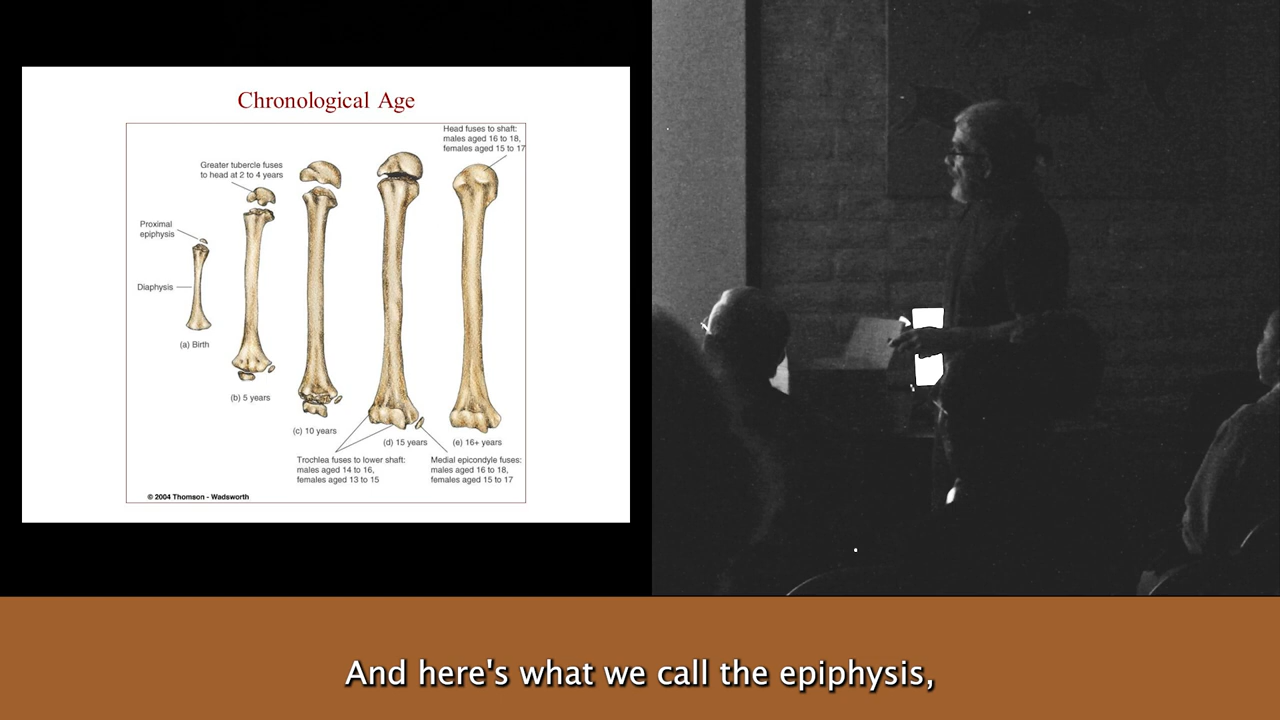 Chronological Age
Head fuses to shaft:
males aged 16 to 18,
females aged 15 to 17
Greater tubercle fuses
to head at 2 to 4 years
Proximal
epiphysis
Diaphysis
(a) Birth
(b) 5 years
(c) 10 years
(d) 15 years
(e) 16+ years
Trochlea fuses to lower shaft:
males aged 14 to 16,
females aged 13 to 15
Medial epicondyle fuses:
males aged 16 to 18,
females aged 15 to 17
© 2004 Thomson - Wadsworth
And here's what we call the epiphysis,